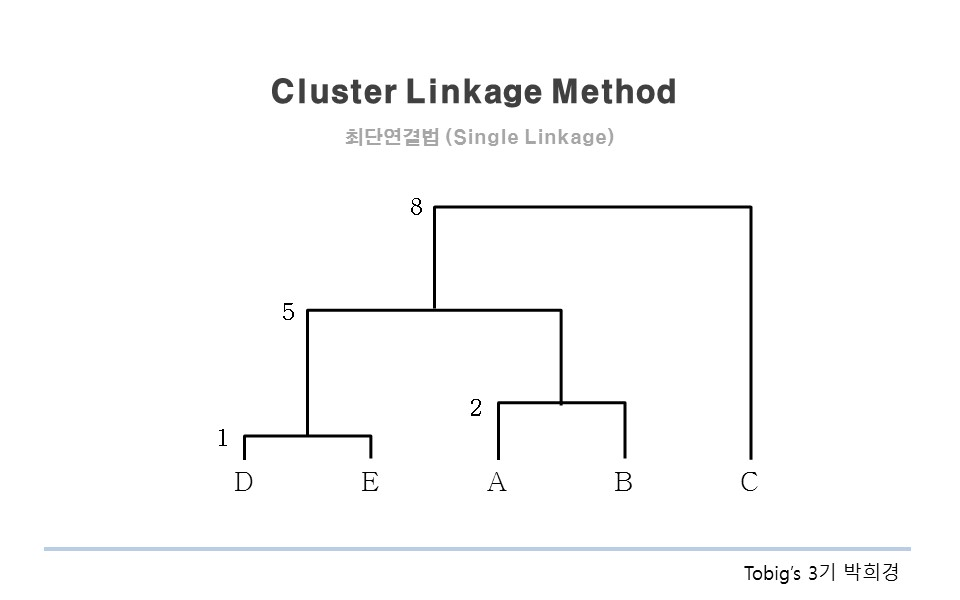 Cluster Linkage Method
최단연결법 (Single Linkage)
8
5
2
1
D E A B C
Tobig's 3기 박희경